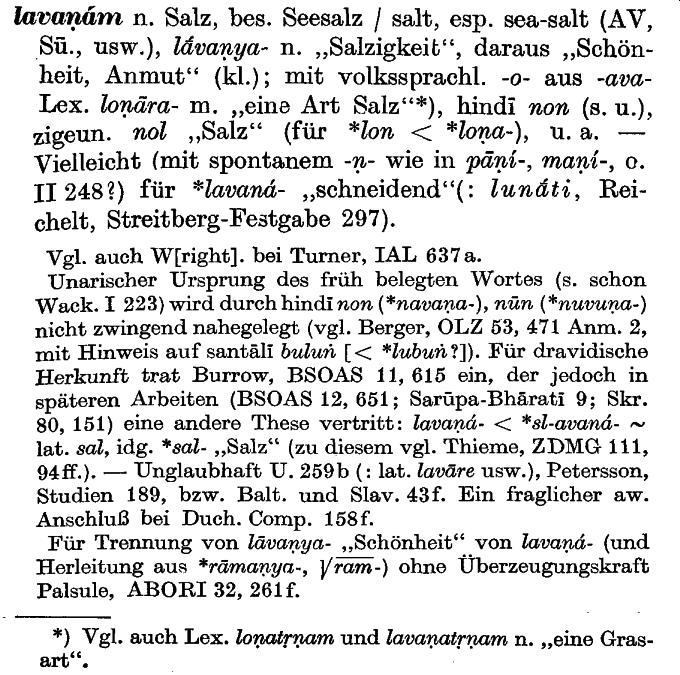 lavaṇám n. Salz, bes. Seesalz / salt, esp. sea-salt (AV,
Sū., usw.), lā́vaṇya- n. „Salzigkeit“, daraus „Schön-
heit, Anmut“ (kl.); mit volkssprachl. -o- aus -ava-
Lex. loṇāra- m. „eine Art Salz“*), hindī non (s. u.),
zigeun. nol „Salz“ (für *lon < *loṇa-), u. a. —
Vielleicht (mit spontanem -ṇ- wie in pāṇí-, maṇí-, o.
II 248?) für *lavaná- „schneidend“(: lunā́ti, Rei-
chelt, Streitberg-Festgabe 297).
Vgl. auch W[right]. bei Turner, IAL 637a.
Unarischer Ursprung des früh belegten Wortes (s. schon
Wack. I 223) wird durch hindī non (*navaṇa-), nūn (*nuvuṇa-)
nicht zwingend nahegelegt (vgl. Berger, OLZ 53, 471 Anm. 2,
mit Hinweis auf santālī buluṅ [< *lubuṅ?]). Für dravidische
Herkunft trat Burrow, BSOAS 11, 615 ein, der jedoch in
späteren Arbeiten (BSOAS 12, 651; Sarūpa-Bhāratī 9; Skr.
80, 151) eine andere These vertritt: lavaṇá- < *sl-avaná- ~
lat. sal, idg. *sal- „Salz“ (zu diesem vgl. Thieme, ZDMG 111,
94ff.). — Unglaubhaft U. 259b (: lat. lavāre usw.), Petersson,
Studien 189, bzw. Balt. und Slav. 43f. Ein fraglicher aw.
Anschluß bei Duch. Comp. 158f.
Für Trennung von lāvaṇya- „Schönheit“ von lavaṇá- (und
Herleitung aus *rāmaṇya-, √ram-) ohne Überzeugungskraft
Palsule, ABORI 32, 261f.
*) Vgl. auch Lex. loṇatṛṇam und lavaṇatṛṇam n. „eine Gras-
art“.